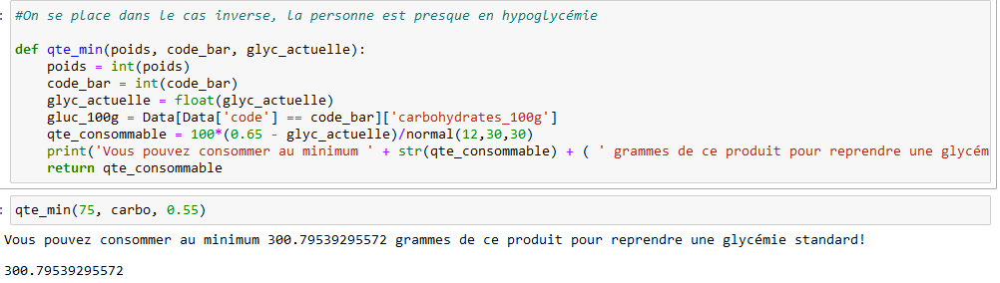 #On se place dans le cas inverse, la personne est presque en hypoglycémie
def qte_min(poids, code_bar, glyc_actuelle):
poids = int(poids)
code_bar = int(code_bar)
glyc_actuelle = float(glyc_actuelle)
gluc_100g = Data[Data['code'] == code_bar]['carbohydrates_100g']
qte_consommable = 100*(0.65 - glyc_actuelle)/normal(12,30,30)
print('Vous pouvez consommer au minimum ' + str(qte_consommable) + ( ' grammes de ce produit pour reprendre une glycém
return qte_consommable
qte_min(75, carbo, 0.55)
Vous pouvez consommer au minimum 300.79539295572 grammes de ce produit pour reprendre une glycémie standard!
300.79539295572